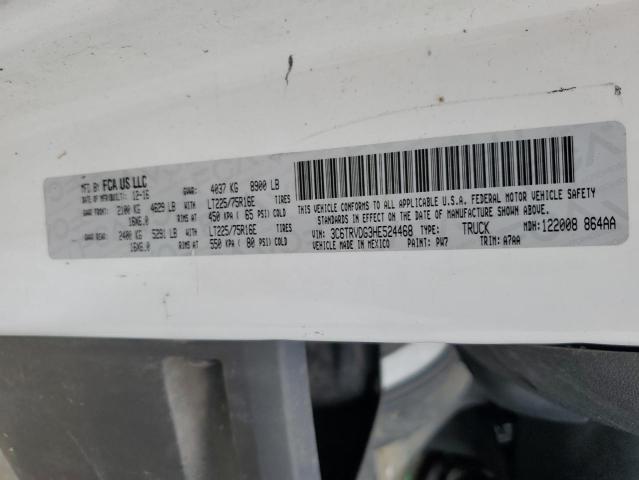 MFG BY FCA US LLC
DATE OF MFR/BUILT: 12-16 GVWR: 4037 KG 8900 LB
GAWR FRONT: 2100 KG 4629 LB WITH LT225/75R16E TIRES
16X6.0 RIMS AT 450 KPA ( 65 PSI) COLD
GAWR REAR: 2400 KG 5291 LB WITH LT225/75R16E TIRES
16X6.0 RIMS AT 550 KPA ( 80 PSI) COLD
THIS VEHICLE CONFORMS TO ALL APPLICABLE U.S.A. FEDERAL MOTOR VEHICLE SAFETY
STANDARDS IN EFFECT ON THE DATE OF MANUFACTURE SHOWN ABOVE.
VIN: 3C6TRVDG3HE524468 TYPE: TRUCK MDH: 122008 864AA
VEHICLE MADE IN MEXICO PAINT: PW7 TRIM: A7AA